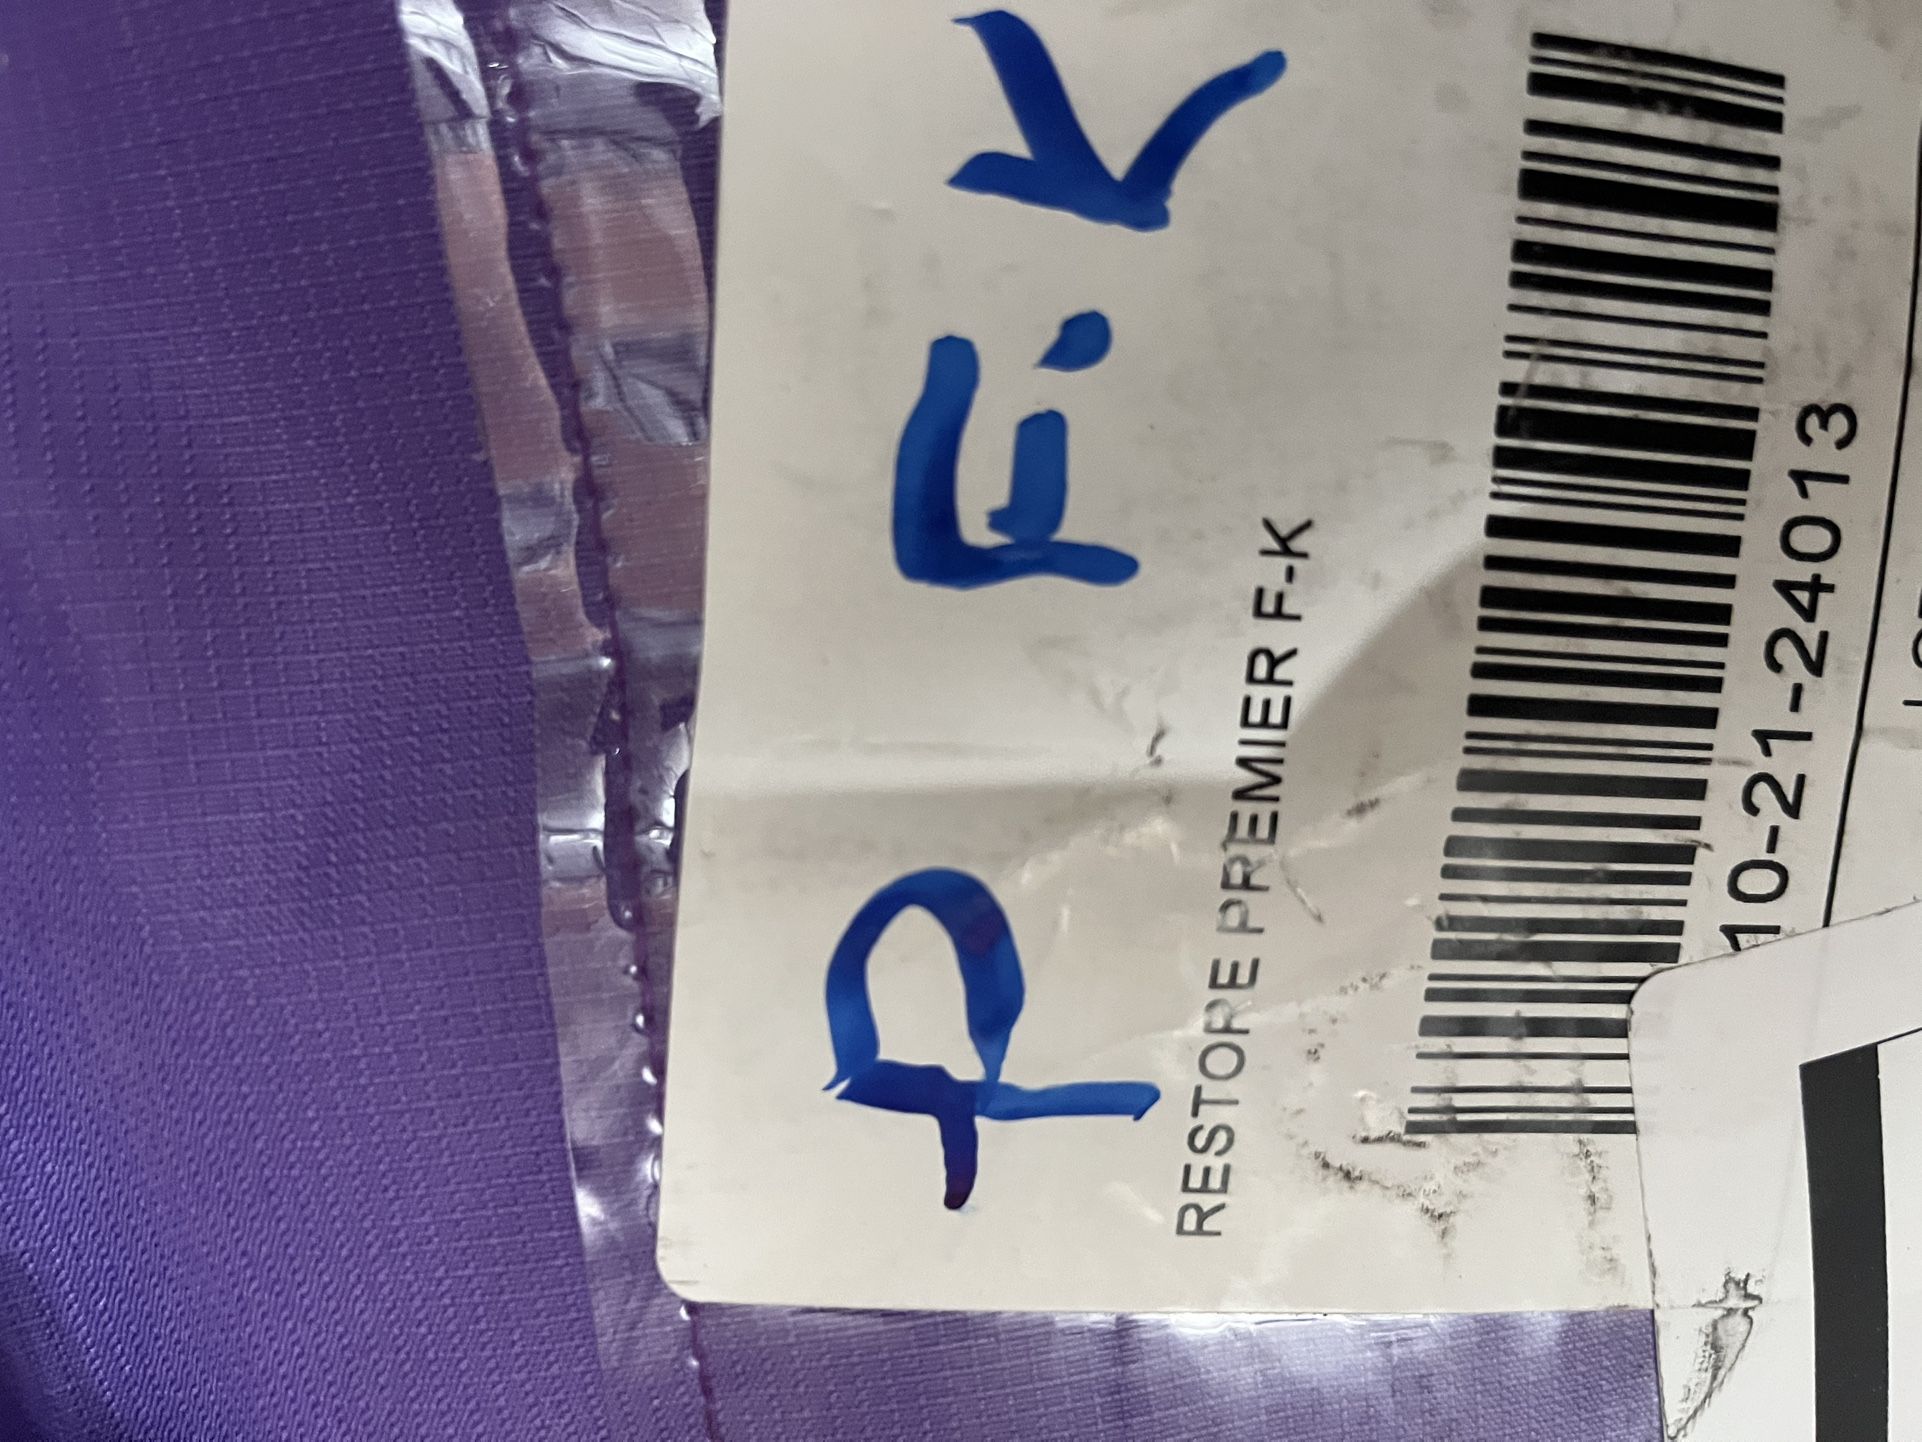 P F-K
RESTORE PREMIER F-K
10-21-24013